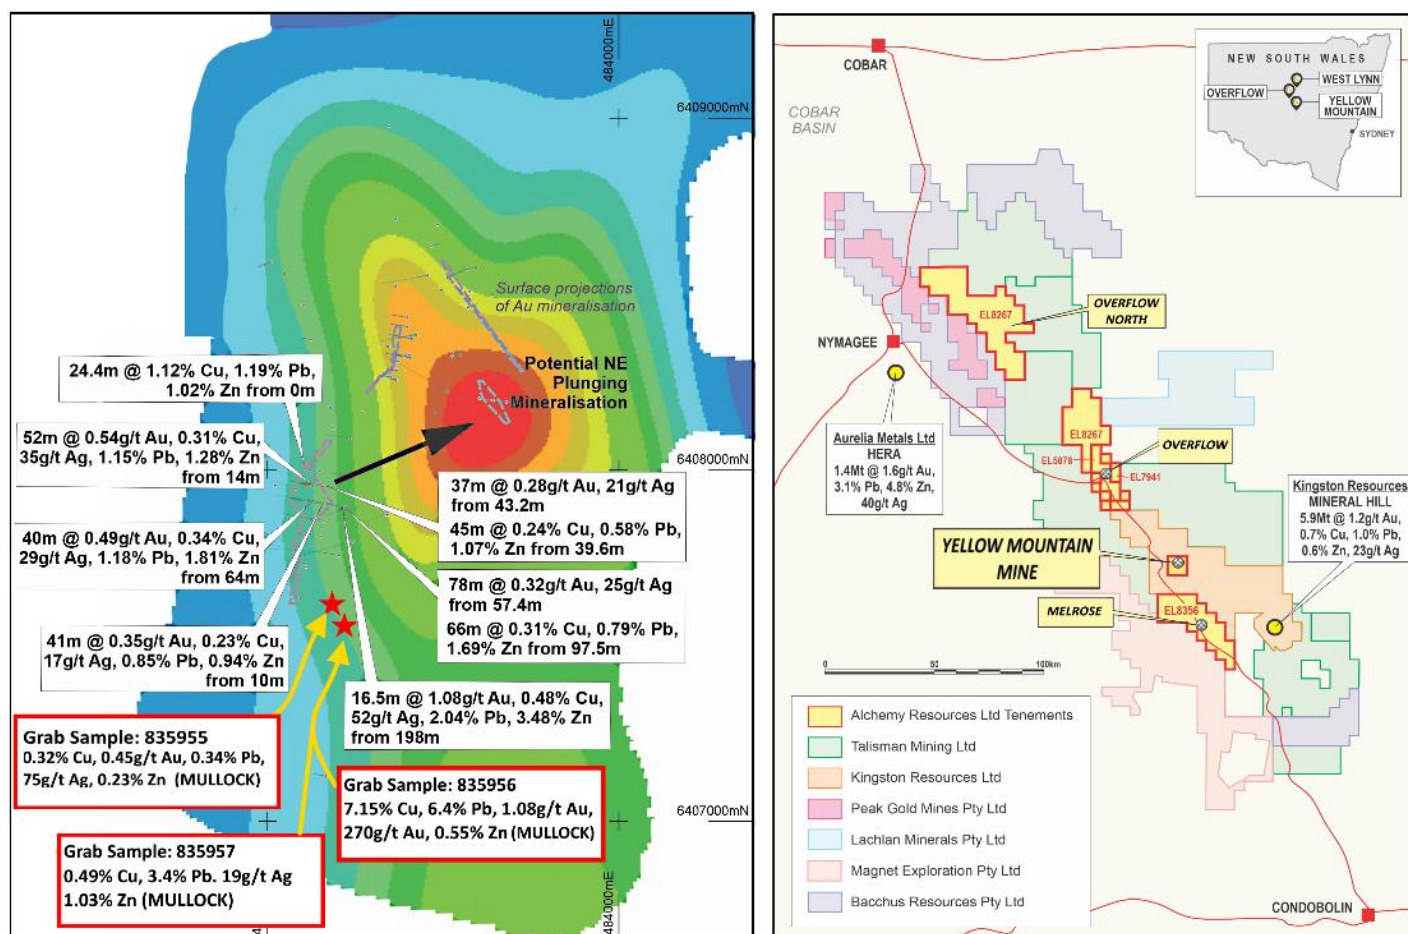 484000mE
6409000mN
Surface projections
of Au mineralisation
Potential NE
Plunging
Mineralisation
24.4m @ 1.12% Cu, 1.19% Pb,
1.02% Zn from 0m
52m @ 0.54g/t Au, 0.31% Cu,
35g/t Ag, 1.15% Pb, 1.28% Zn
from 14m
6408000mN
37m @ 0.28g/t Au, 21g/t Ag
from 43.2m
45m @ 0.24% Cu, 0.58% Pb,
1.07% Zn from 39.6m
40m @ 0.49g/t Au, 0.34% Cu,
29g/t Ag, 1.18% Pb, 1.81% Zn
from 64m
78m @ 0.32g/t Au, 25g/t Ag
from 57.4m
66m @ 0.31% Cu, 0.79% Pb,
1.69% Zn from 97.5m
41m @ 0.35g/t Au, 0.23% Cu,
17g/t Ag, 0.85% Pb, 0.94% Zn
from 10m
16.5m @ 1.08g/t Au, 0.48% Cu,
52g/t Ag, 2.04% Pb, 3.48% Zn
from 198m
Grab Sample: 835955
0.32% Cu, 0.45g/t Au, 0.34% Pb,
75g/t Ag, 0.23% Zn (MULLOCK)
Grab Sample: 835956
7.15% Cu, 6.4% Pb, 1.08g/t Au,
270g/t Au, 0.55% Zn (MULLOCK)
6407000mN
Grab Sample: 835957
0.49% Cu, 3.4% Pb. 19g/t Ag
1.03% Zn (MULLOCK)
484000mE
COBAR
COBAR
BASIN
NEW SOUTH WALES
WEST LYNN
OVERFLOW
YELLOW
MOUNTAIN
SYDNEY
OVERFLOW
NORTH
EL8267
NYMAGEE
Aurelia Metals Ltd
HERA
1.4Mt @ 1.6g/t Au,
3.1% Pb, 4.8% Zn,
40g/t Ag
EL8267
OVERFLOW
EL5878
EL7941
Kingston Resources
MINERAL HILL
5.9Mt @ 1.2g/t Au,
0.7% Cu, 1.0% Pb,
0.6% Zn, 23g/t Ag
YELLOW MOUNTAIN
MINE
MELROSE
EL8356
0 50 100km
Alchemy Resources Ltd Tenements
Talisman Mining Ltd
Kingston Resources Ltd
Peak Gold Mines Pty Ltd
Lachlan Minerals Pty Ltd
Magnet Exploration Pty Ltd
Bacchus Resources Pty Ltd
CONDOBOLIN